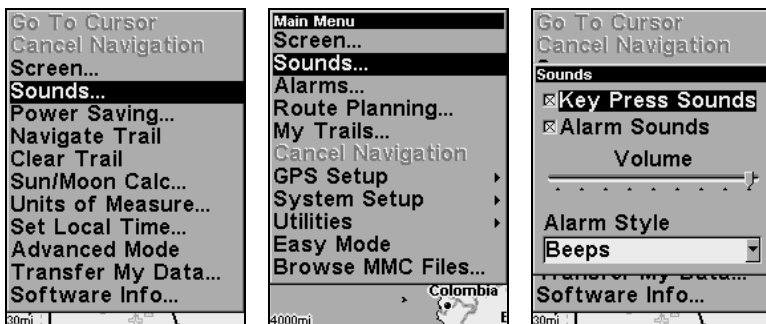 Go To Cursor
Cancel Navigation
Screen...
Sounds...
Power Saving...
Navigate Trail
Clear Trail
Sun/Moon Calc...
Units of Measure...
Set Local Time...
Advanced Mode
Transfer My Data...
Software Info...
30mi
Main Menu
Screen...
Sounds...
Alarms...
Route Planning...
My Trails...
Cancel Navigation
GPS Setup
System Setup
Utilities
Easy Mode
Browse MMC Files...
Colombia
4000mi
Go To Cursor
Cancel Navigation
Sounds
Key Press Sounds
Alarm Sounds
Volume
Alarm Style
Beeps
Transfer My Data...
Software Info...
30mi